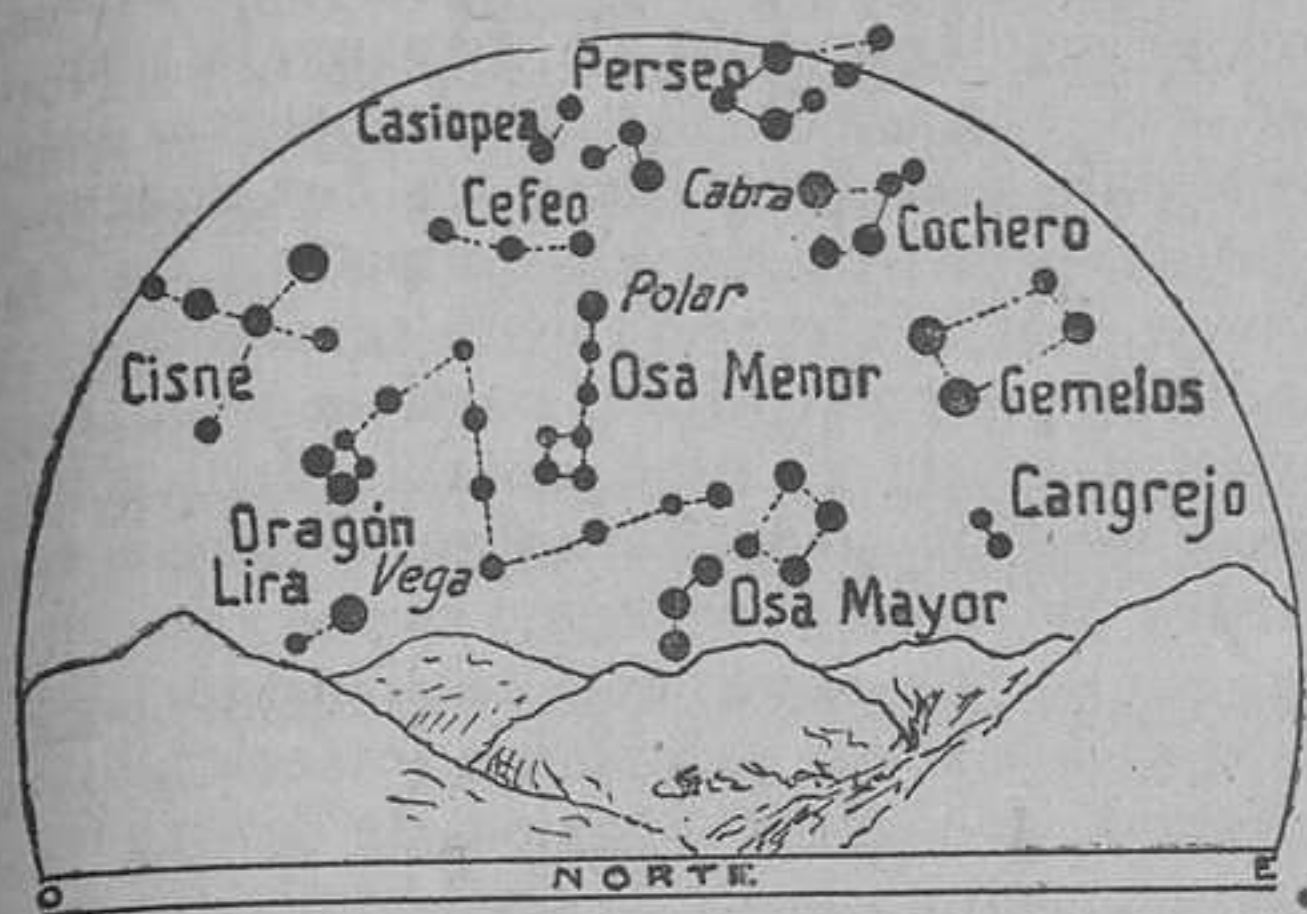 Perseo
Casiopea
Cefeo
Cabra
Cochero
Polar
Cisne
Osa Menor
Gemelos
Dragón
Cangrejo
Lira
Vega
Osa Mayor
O
NORTE
E